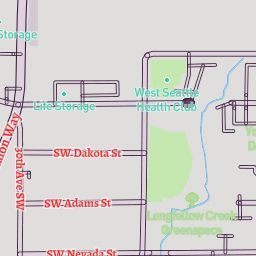 Storage
West Seattle
Health Club
Life Storage
Yo
D
SW Dakota St
30th Ave SW
Way
SW Adams St
Longfellow Creek
Greenspace
SW Nevada St